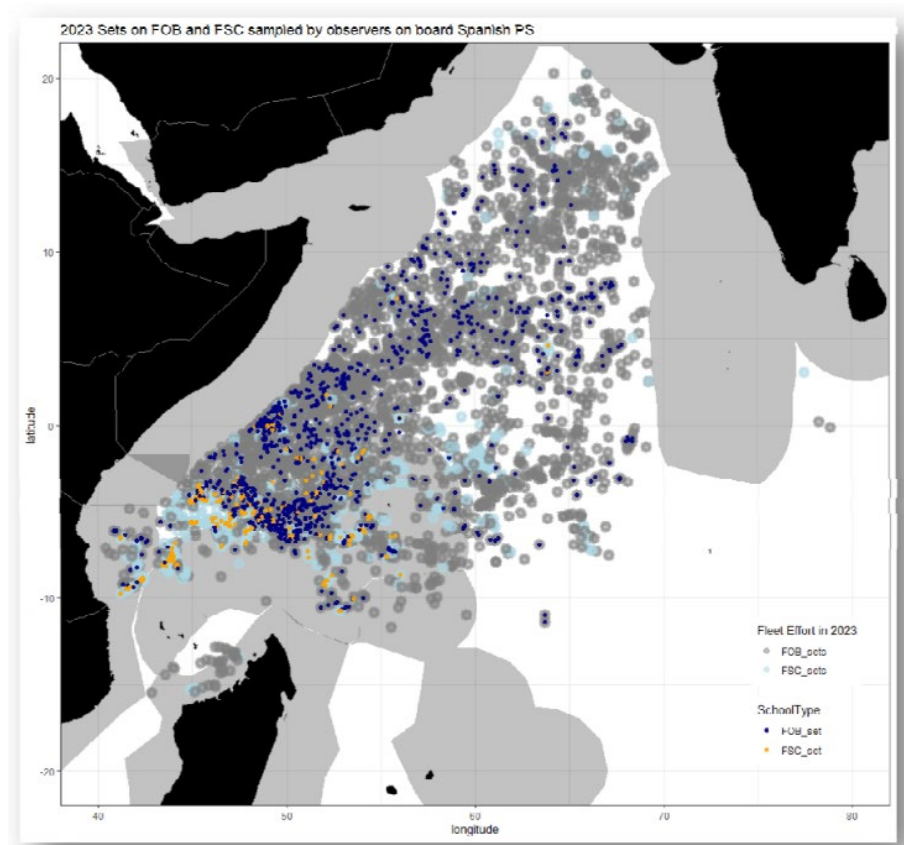 2023 Sets on FOB and FSC sampled by observers on board Spanish PS
20
10
0
-10
-20
latitude
40
50
60
70
80
longitude
Fleet Effort in 2023
FOB_sets
FSC_sets
SchoolType
FOB_set
FSC_set